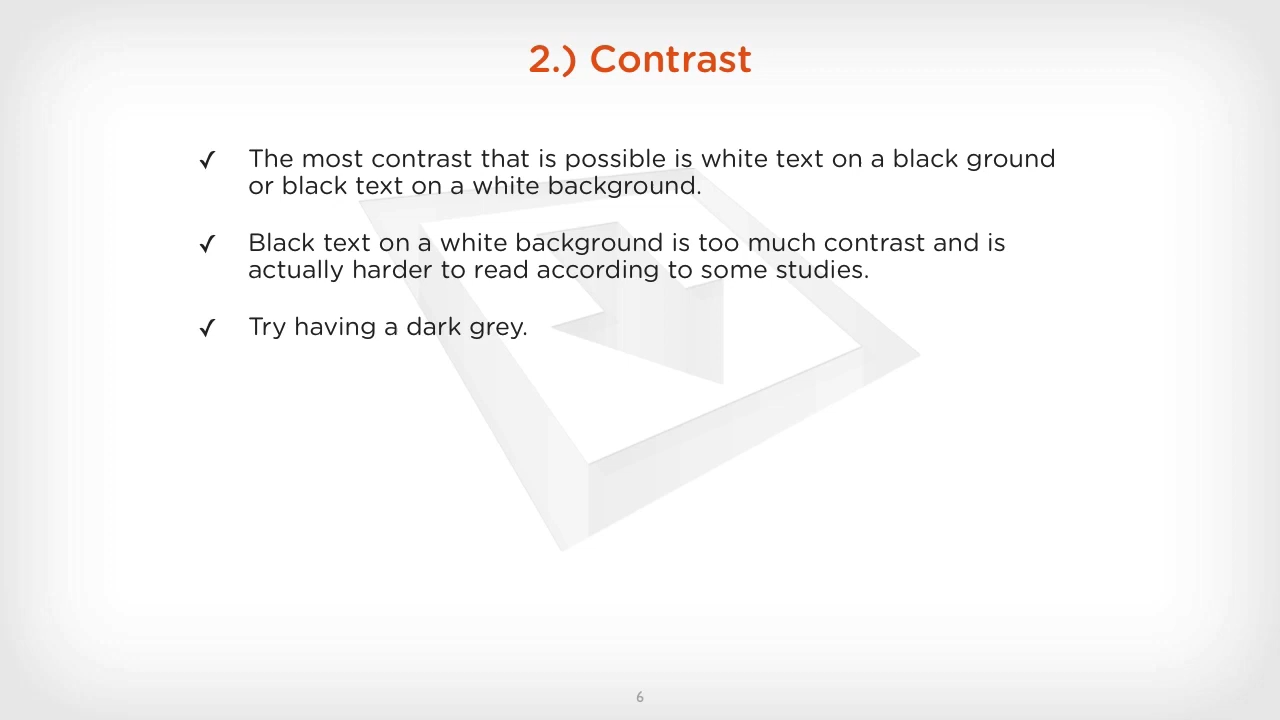 2.) Contrast
✓ The most contrast that is possible is white text on a black ground
or black text on a white background.
✓ Black text on a white background is too much contrast and is
actually harder to read according to some studies.
✓ Try having a dark grey.
6